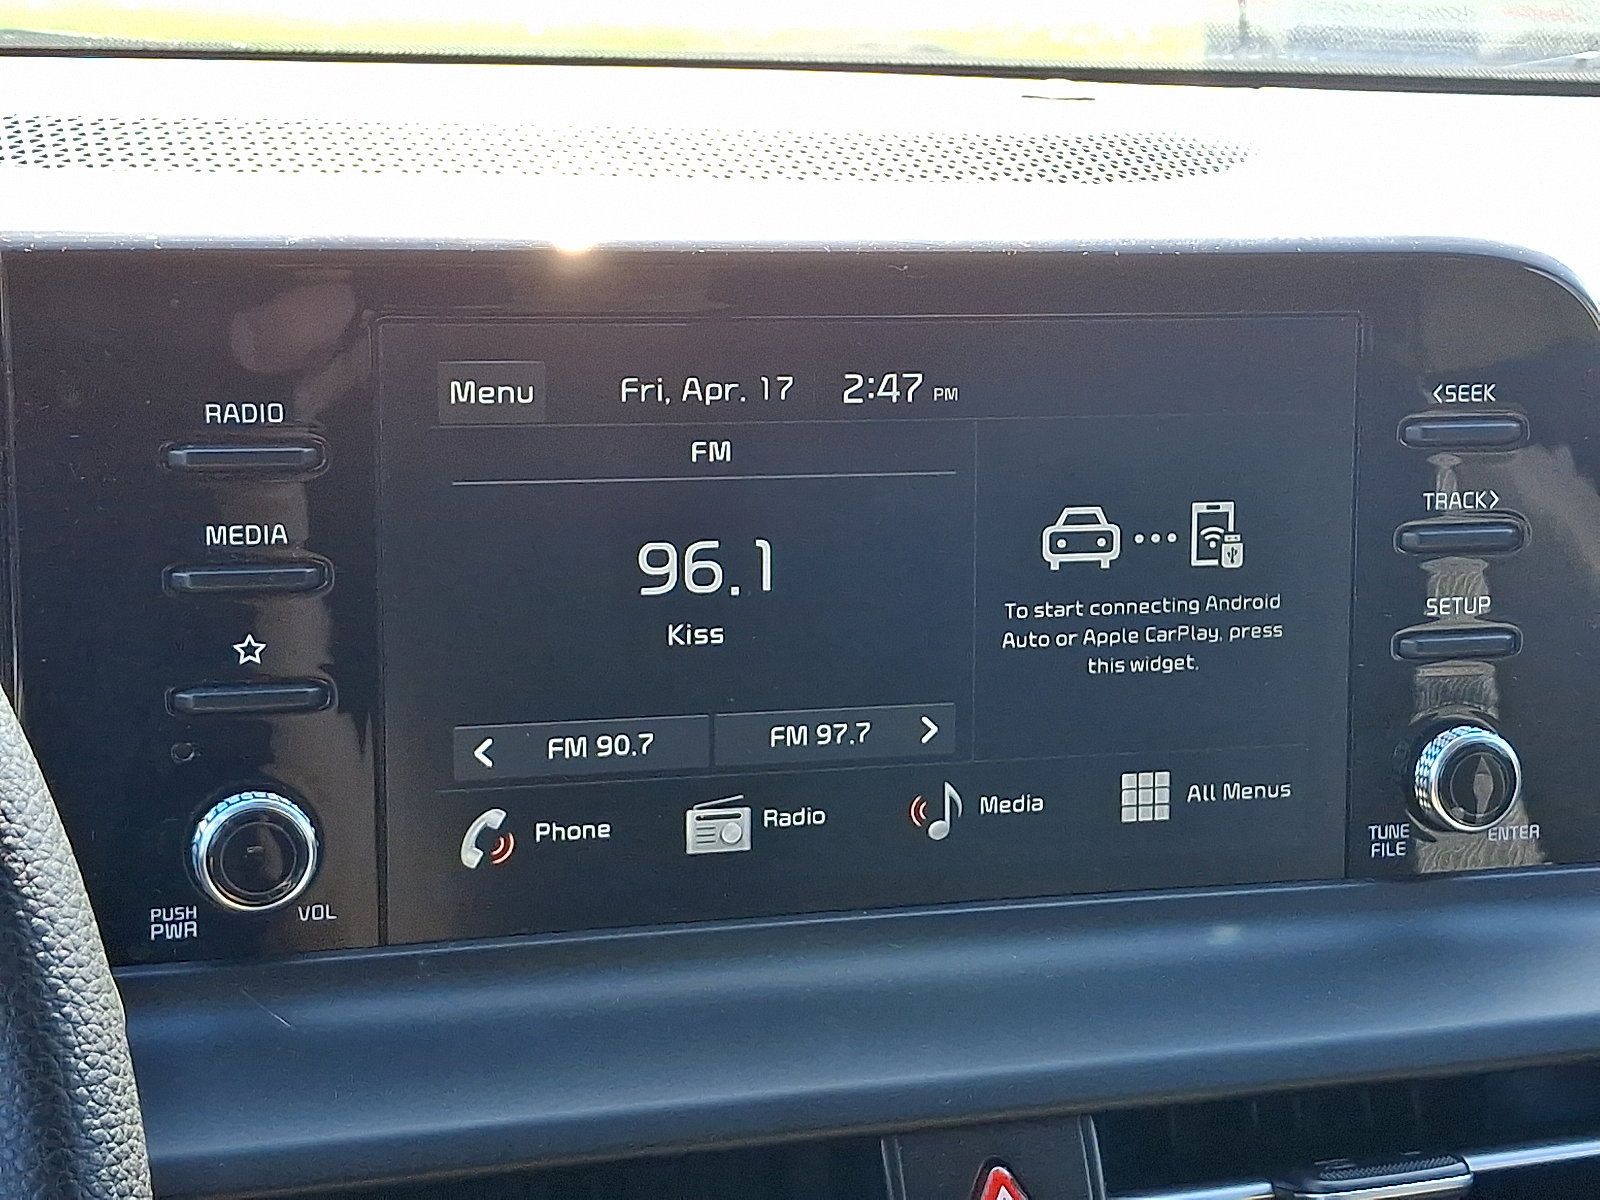 RADIO
MEDIA
PUSH
PWR
VOL
Menu
Fri, Apr. 17
2:47 PM
FM
96.1
Kiss
FM 90.7
FM 97.7
To start connecting Android
Auto or Apple CarPlay, press
this widget.
Phone
Radio
Media
All Menus
<SEEK
TRACK>
SETUP
TUNE
FILE
ENTER